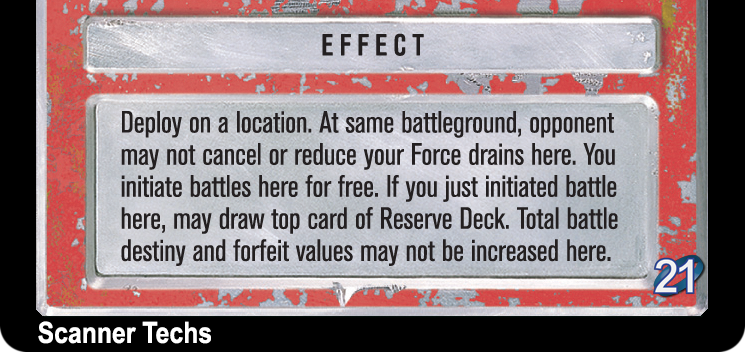 EFFECT
Deploy on a location. At same battleground, opponent
may not cancel or reduce your Force drains here. You
initiate battles here for free. If you just initiated battle
here, may draw top card of Reserve Deck. Total battle
destiny and forfeit values may not be increased here.
21
Scanner Techs